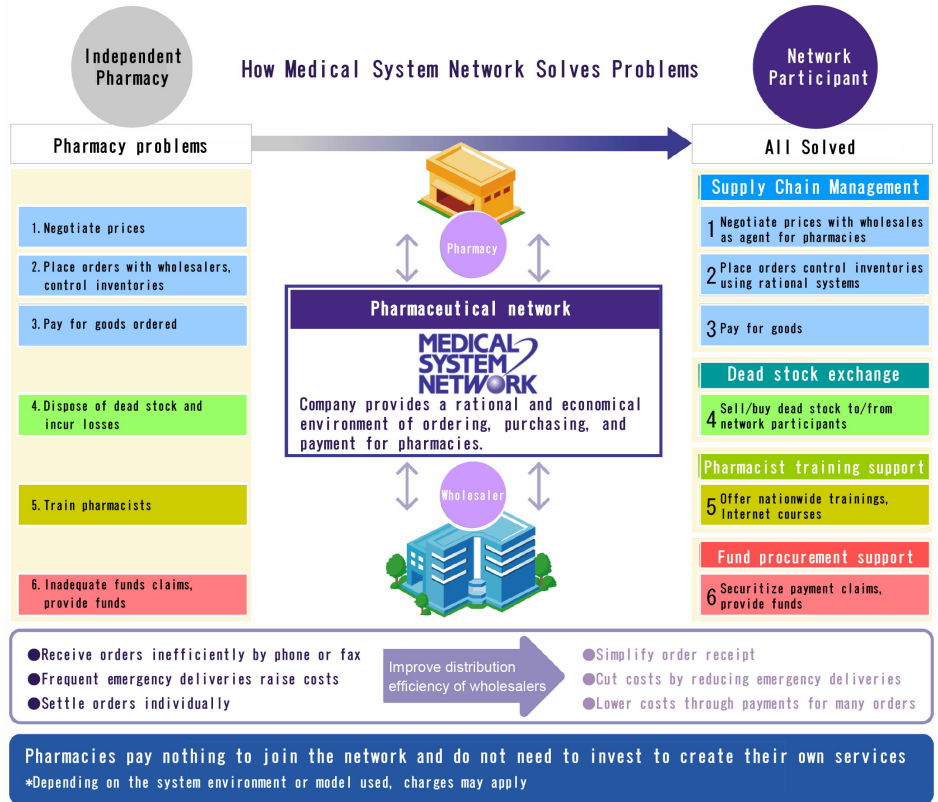 Independent
Pharmacy
How Medical System Network Solves Problems
Network
Participant
Pharmacy problems
All Solved
1. Negotiate prices
2. Place orders with wholesalers,
control inventories
3. Pay for goods ordered
4. Dispose of dead stock and
incur losses
5. Train pharmacists
6. Inadequate funds claims,
provide funds
Pharmacy
Pharmaceutical network
MEDICAL
SYSTEM
NETWORK
Company provides a rational and economical
environment of ordering, purchasing, and
payment for pharmacies.
Wholesaler
Supply Chain Management
1 Negotiate prices with wholesales
as agent for pharmacies
2 Place orders control inventories
using rational systems
3 Pay for goods
Dead stock exchange
4 Sell/buy dead stock to/from
network participants
Pharmacist training support
5 Offer nationwide trainings,
Internet courses
Fund procurement support
6 Securitize payment claims,
provide funds
●Receive orders inefficiently by phone or fax
●Frequent emergency deliveries raise costs
●Settle orders individually
Improve distribution
efficiency of wholesalers
●Simplify order receipt
●Cut costs by reducing emergency deliveries
●Lower costs through payments for many orders
Pharmacies pay nothing to join the network and do not need to invest to create their own services
*Depending on the system environment or model used, charges may apply